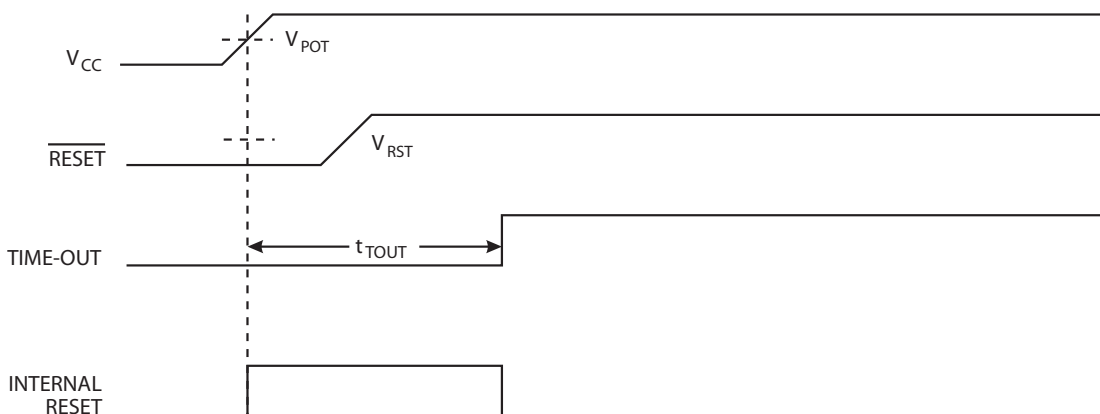 V_POT
V_CC
V_RST
RESET
t_TOUT
TIME-OUT
INTERNAL
RESET